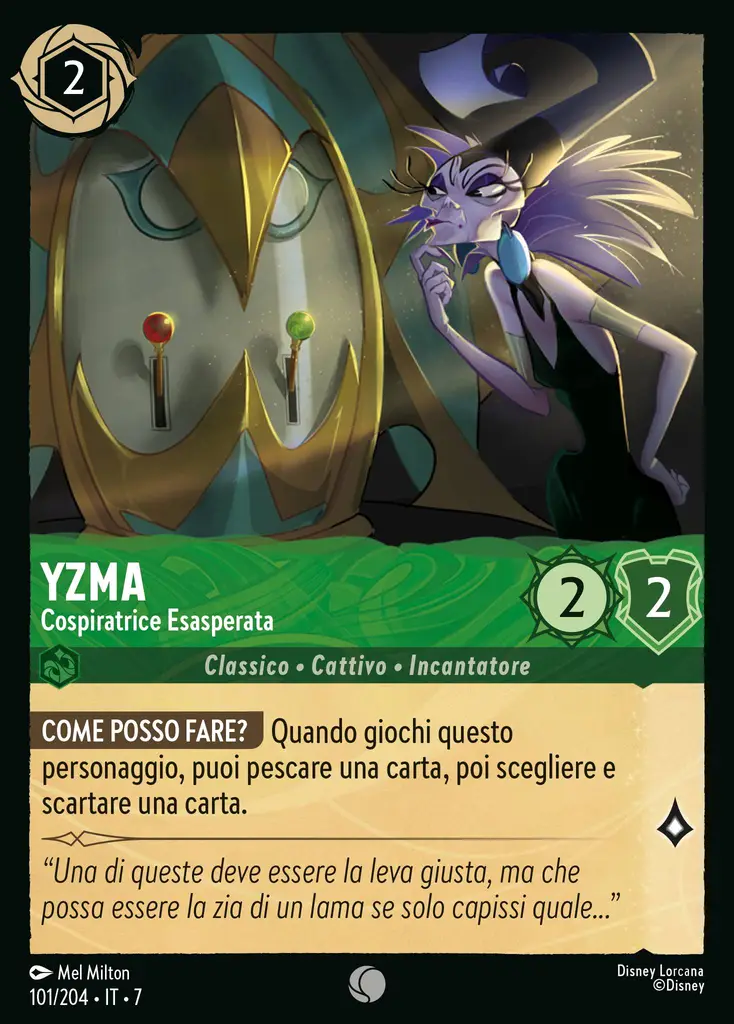 2
YZMA
Cospiratrice Esasperata
2
2
Classico • Cattivo • Incantatore
COME POSSO FARE? Quando giochi questo
personaggio, puoi pescare una carta, poi scegliere e
scartare una carta.
“Una di queste deve essere la leva giusta, ma che
possa essere la zia di un lama se solo capissi quale...”
Mel Milton
101/204 • IT • 7
Disney Lorcana
©Disney